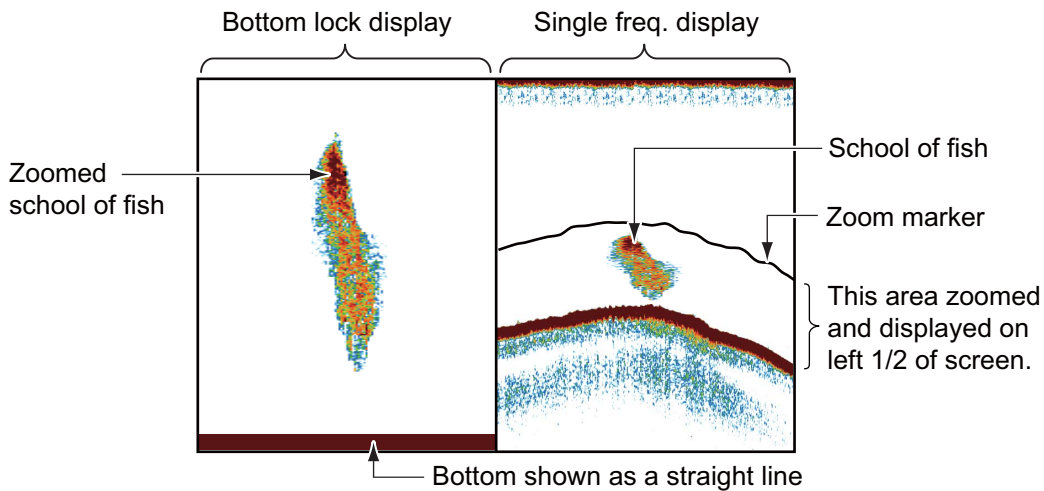 Bottom lock display
Single freq. display
Zoomed
school of fish
School of fish
Zoom marker
This area zoomed
and displayed on
left 1/2 of screen.
Bottom shown as a straight line